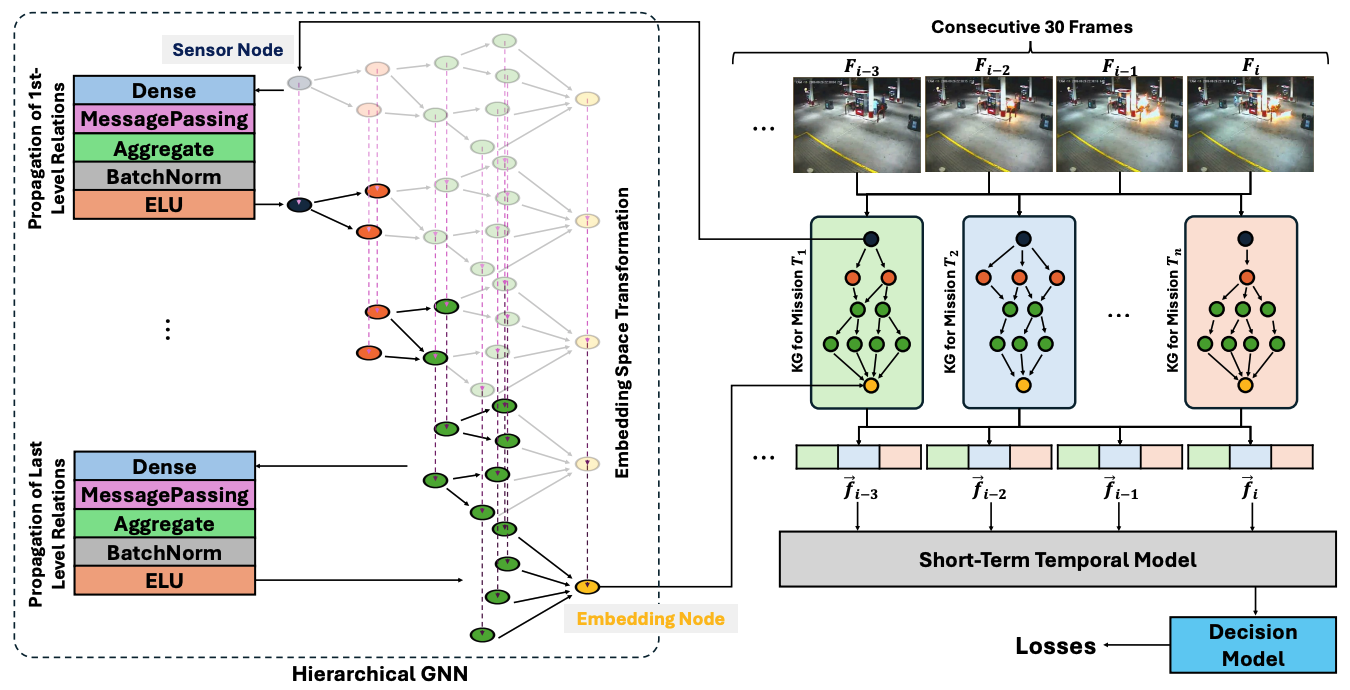 Sensor Node
Propagation of 1st-
Level Relations
Dense
MessagePassing
Aggregate
BatchNorm
ELU
...
Propagation of Last
Level Relations
Dense
MessagePassing
Aggregate
BatchNorm
ELU
Embedding Space Transformation
Embedding Node
Hierarchical GNN
Consecutive 30 Frames
F_{i-3}
F_{i-2}
F_{i-1}
F_i
...
KG for Mission T_1
KG for Mission T_2
...
KG for Mission T_n
...
\vec{f}_{i-3}
\vec{f}_{i-2}
\vec{f}_{i-1}
\vec{f}_i
Short-Term Temporal Model
Decision
Model
Losses